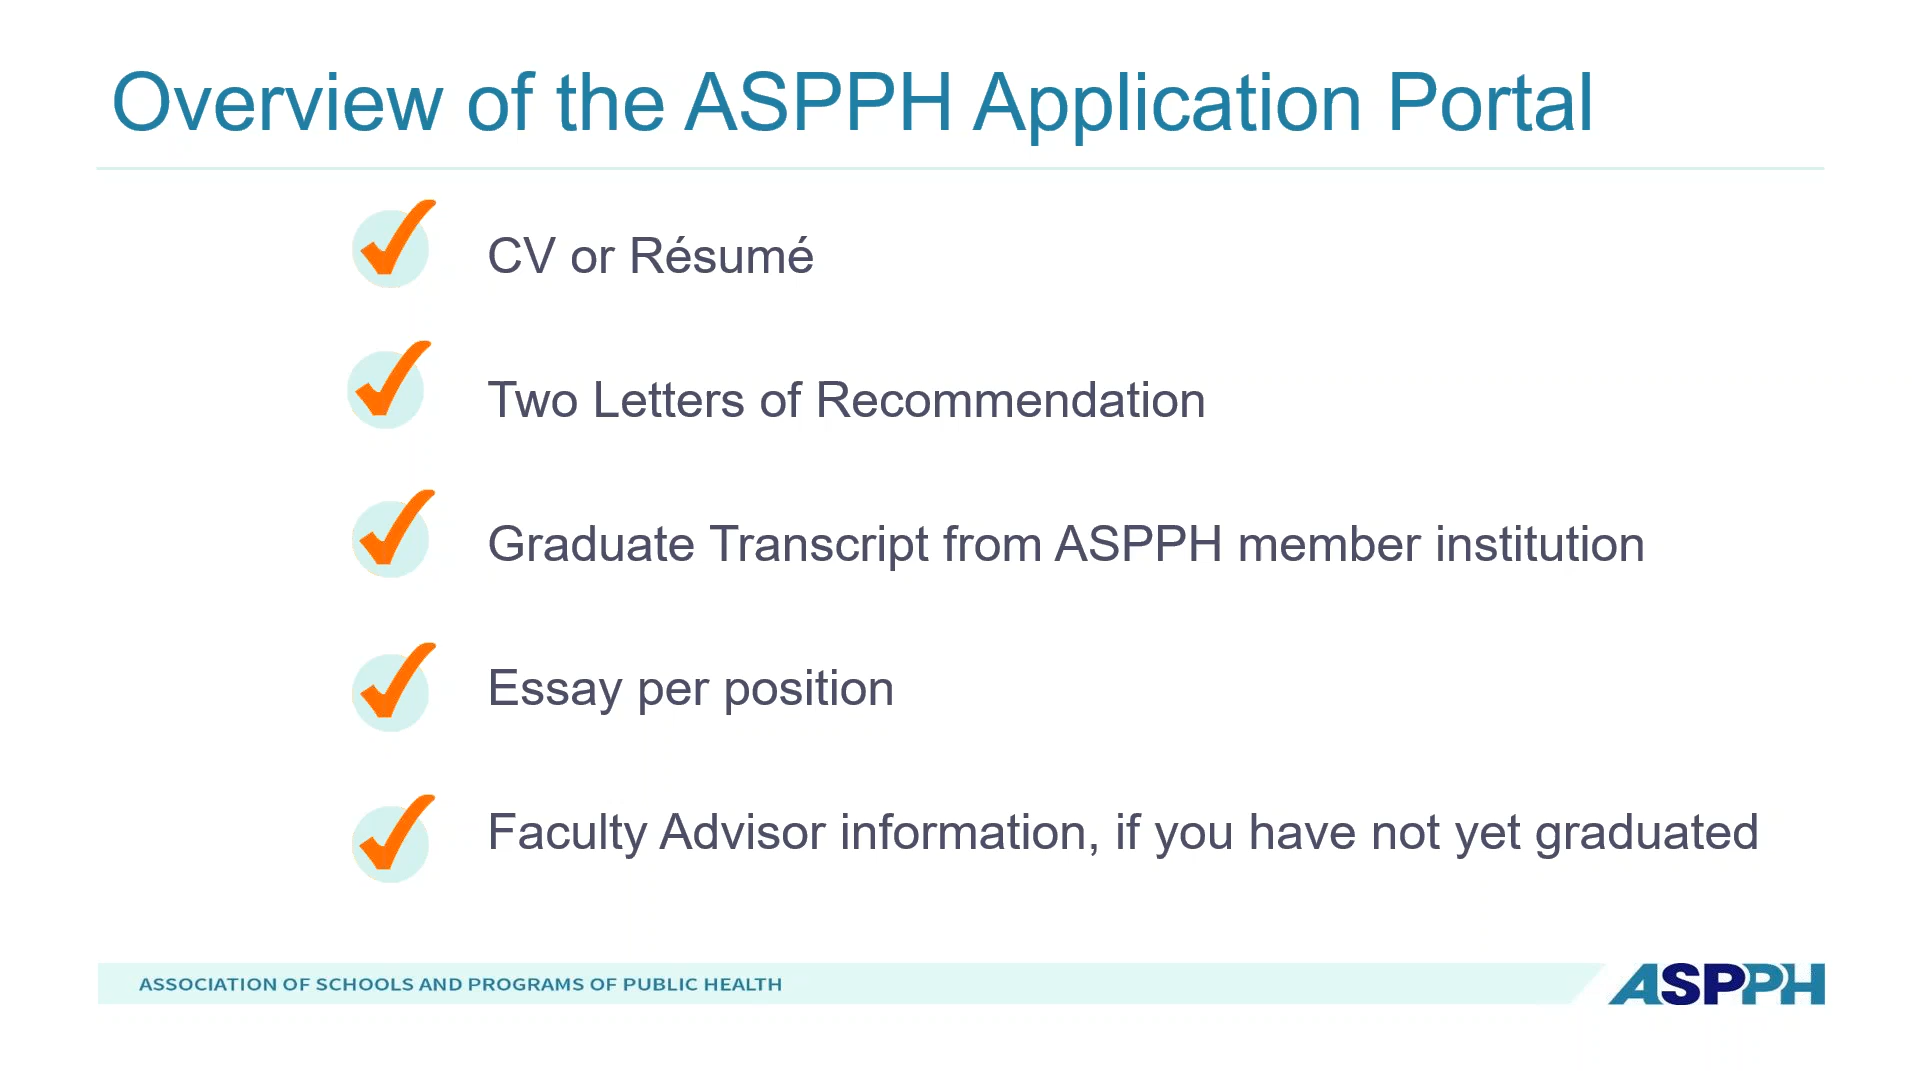 Overview of the ASPPH Application Portal
CV or Résumé
Two Letters of Recommendation
Graduate Transcript from ASPPH member institution
Essay per position
Faculty Advisor information, if you have not yet graduated
ASSOCIATION OF SCHOOLS AND PROGRAMS OF PUBLIC HEALTH
ASPPH